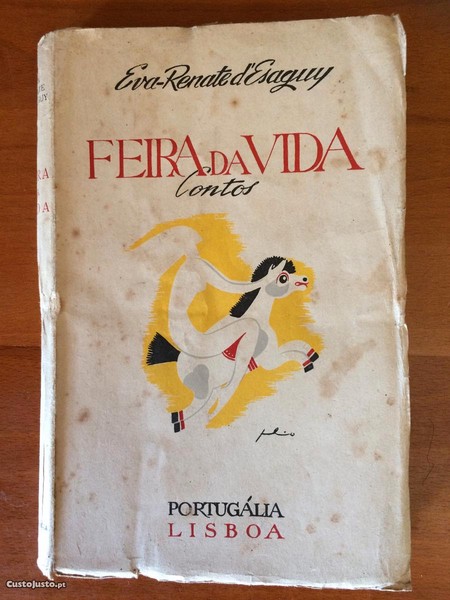 Eva-Renate d'Esaguy
FEIRA DA VIDA
Contos
PORTUGÁLIA
LISBOA
CustoJusto.pt